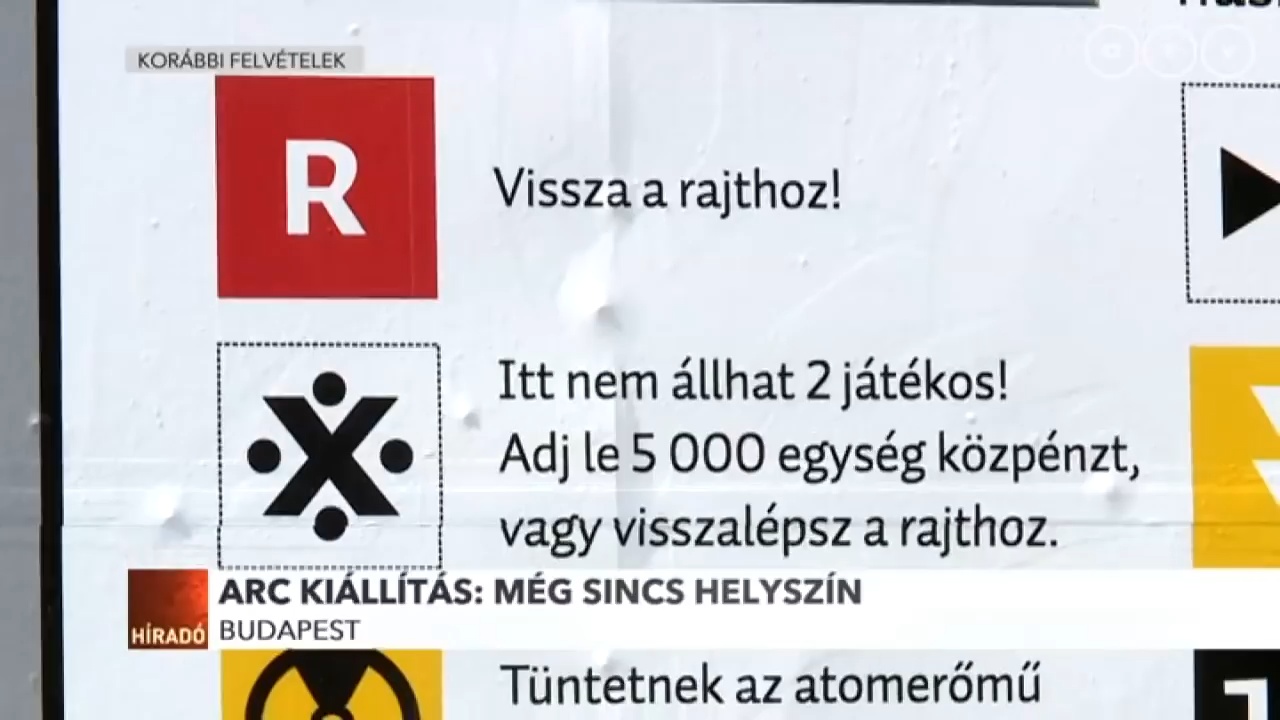 KORÁBBI FELVÉTELEK
a t v
R
Vissza a rajthoz!
X
Itt nem állhat 2 játékos!
Adj le 5 000 egység közpénzt,
vagy visszalépsz a rajthoz.
HÍRADÓ
ARC KIÁLLÍTÁS: MÉG SINCS HELYSZÍN
BUDAPEST
Tüntetnek az atomerőmű